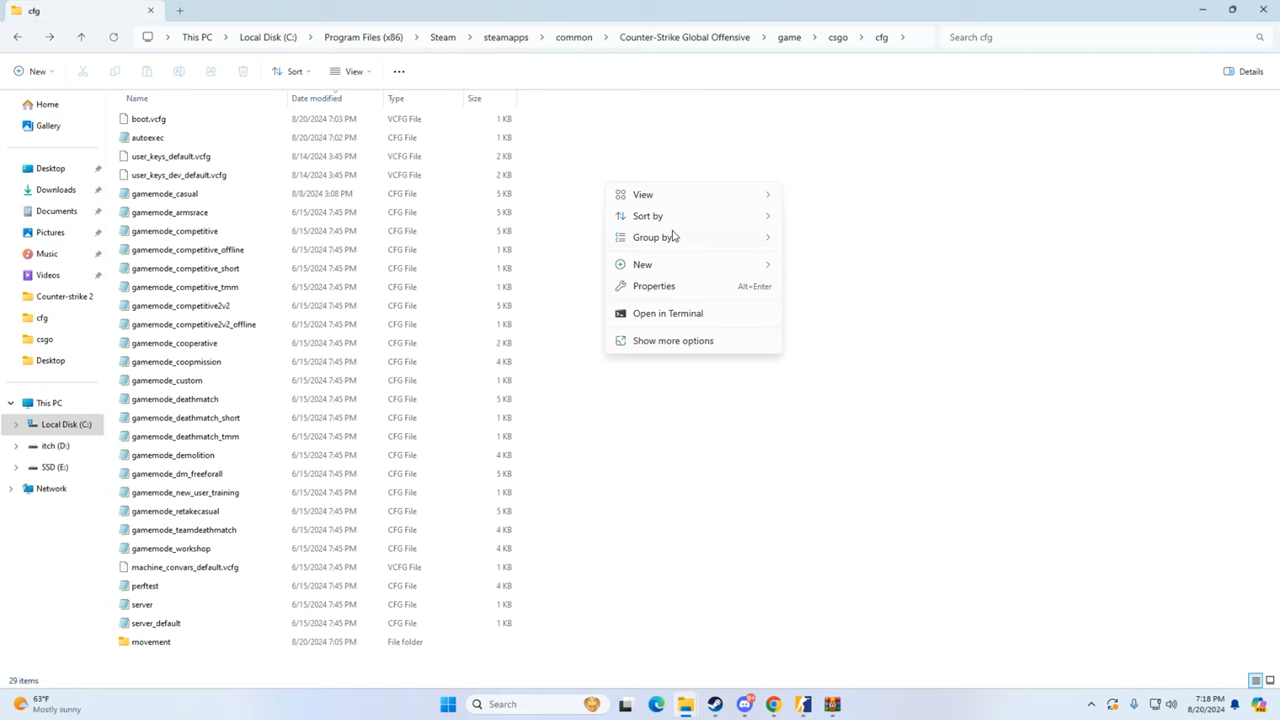 cfg
This PC > Local Disk (C:) > Program Files (x86) > Steam > steamapps > common > Counter-Strike Global Offensive > game > csgo > cfg >
Search cfg
New
Sort
View
Details
Name Date modified Type Size
Home
Gallery
Desktop
Downloads
Documents
Pictures
Music
Videos
Counter-strike 2
cfg
csgo
Desktop
This PC
Local Disk (C:)
itch (D:)
SSD (E:)
Network
boot.vcfg 8/20/2024 7:03 PM VCFG File 1 KB
autoexec 8/20/2024 7:02 PM CFG File 1 KB
user_keys_default.vcfg 8/14/2024 3:45 PM VCFG File 2 KB
user_keys_dev_default.vcfg 8/14/2024 3:45 PM VCFG File 2 KB
gamemode_casual 8/8/2024 3:08 PM CFG File 5 KB
gamemode_armsrace 6/15/2024 7:45 PM CFG File 5 KB
gamemode_competitive 6/15/2024 7:45 PM CFG File 5 KB
gamemode_competitive_offline 6/15/2024 7:45 PM CFG File 1 KB
gamemode_competitive_short 6/15/2024 7:45 PM CFG File 1 KB
gamemode_competitive_tmm 6/15/2024 7:45 PM CFG File 1 KB
gamemode_competitive2v2 6/15/2024 7:45 PM CFG File 5 KB
gamemode_competitive2v2_offline 6/15/2024 7:45 PM CFG File 1 KB
gamemode_cooperative 6/15/2024 7:45 PM CFG File 2 KB
gamemode_coopmission 6/15/2024 7:45 PM CFG File 4 KB
gamemode_custom 6/15/2024 7:45 PM CFG File 1 KB
gamemode_deathmatch 6/15/2024 7:45 PM CFG File 5 KB
gamemode_deathmatch_short 6/15/2024 7:45 PM CFG File 1 KB
gamemode_deathmatch_tmm 6/15/2024 7:45 PM CFG File 1 KB
gamemode_demolition 6/15/2024 7:45 PM CFG File 4 KB
gamemode_dm_freeforall 6/15/2024 7:45 PM CFG File 5 KB
gamemode_new_user_training 6/15/2024 7:45 PM CFG File 1 KB
gamemode_retakecasual 6/15/2024 7:45 PM CFG File 5 KB
gamemode_teamdeathmatch 6/15/2024 7:45 PM CFG File 4 KB
gamemode_workshop 6/15/2024 7:45 PM CFG File 4 KB
machine_convars_default.vcfg 6/15/2024 7:45 PM VCFG File 1 KB
perftest 6/15/2024 7:45 PM CFG File 4 KB
server 6/15/2024 7:45 PM CFG File 1 KB
server_default 6/15/2024 7:45 PM CFG File 1 KB
movement 8/20/2024 7:05 PM File folder
View
Sort by
Group by
New
Properties Alt+Enter
Open in Terminal
Show more options
29 items
63°F
Mostly sunny
Search
7:18 PM
8/20/2024